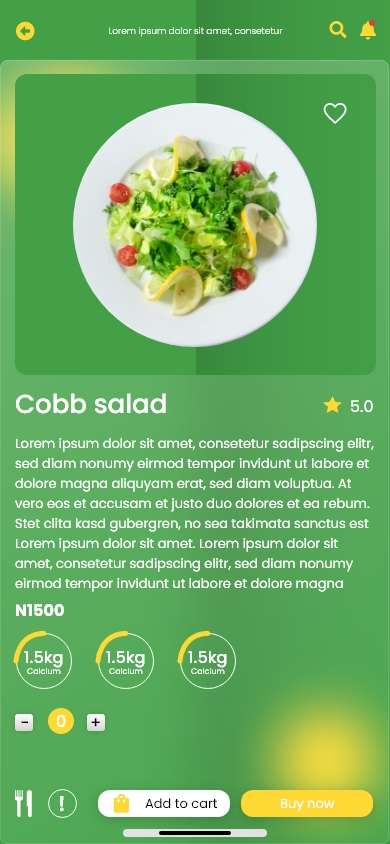 Lorem ipsum dolor sit amet, consetetur
Cobb salad
5.0
Lorem ipsum dolor sit amet, consetetur sadipscing elitr,
sed diam nonumy eirmod tempor invidunt ut labore et
dolore magna aliquyam erat, sed diam voluptua. At
vero eos et accusam et justo duo dolores et ea rebum.
Stet clita kasd gubergren, no sea takimata sanctus est
Lorem ipsum dolor sit amet. Lorem ipsum dolor sit
amet, consetetur sadipscing elitr, sed diam nonumy
eirmod tempor invidunt ut labore et dolore magna
N1500
1.5kg 1.5kg 1.5kg
Calcium Calcium Calcium
- 0 +
! Add to cart Buy now